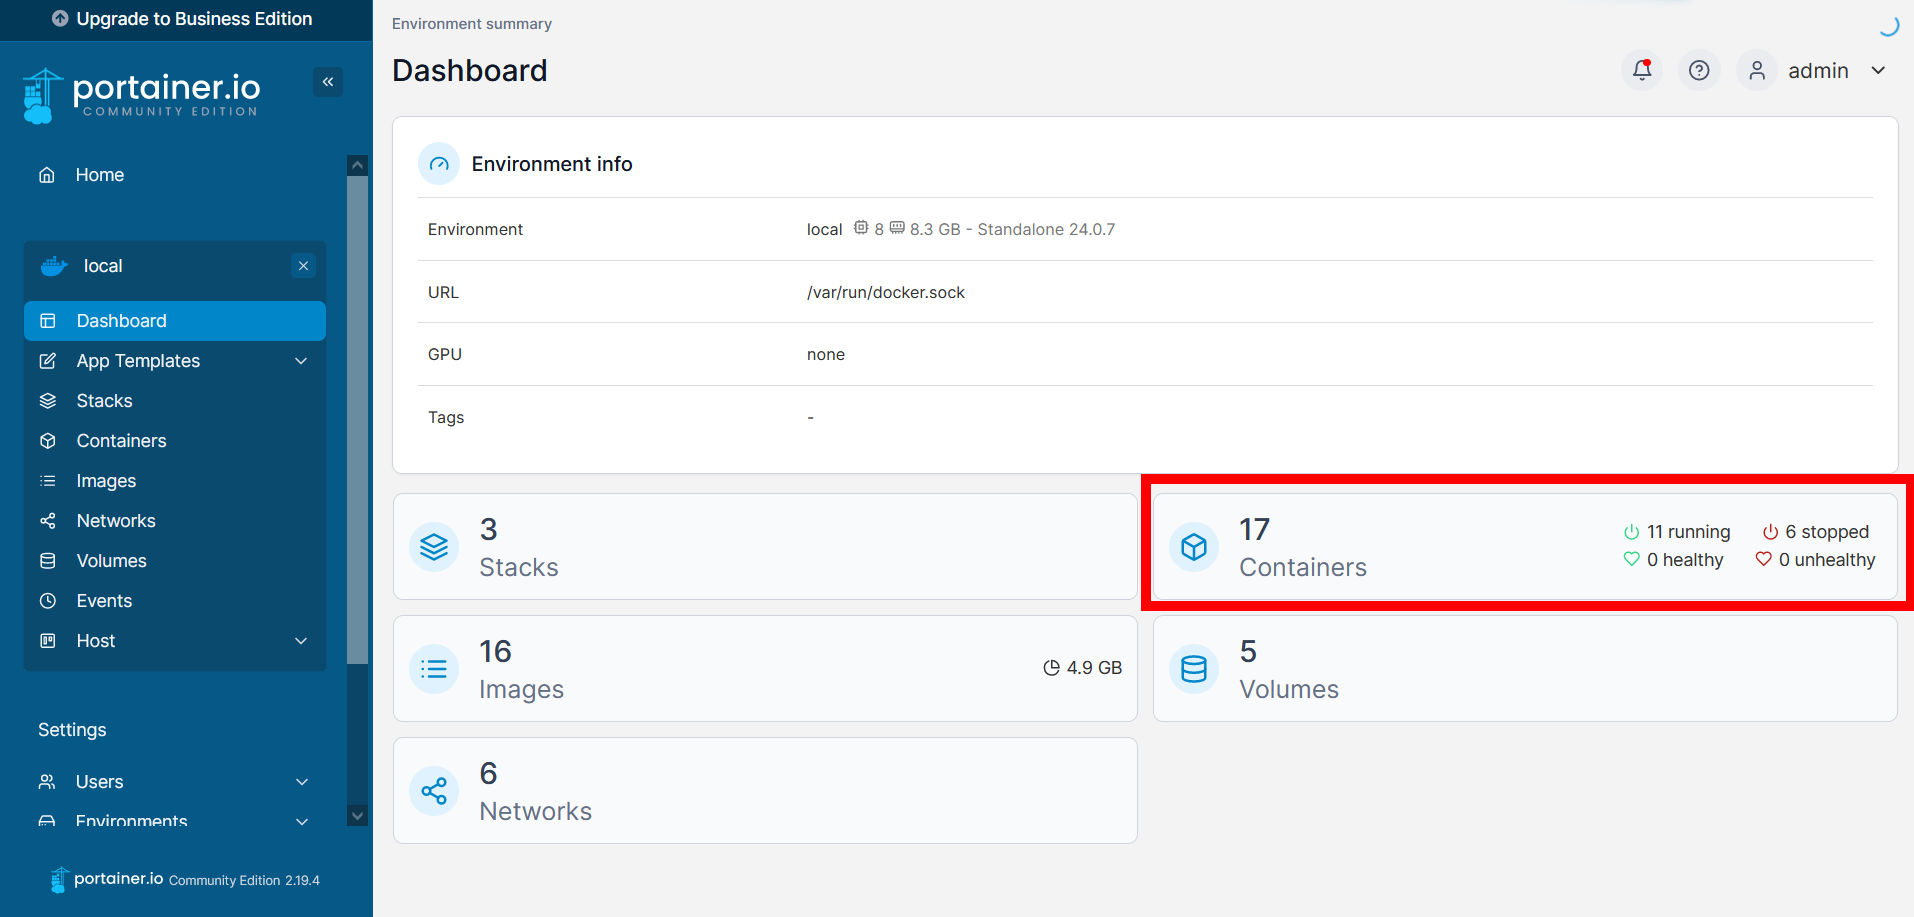 Upgrade to Business Edition
portainer.io
COMMUNITY EDITION
Home
local
Dashboard
App Templates
Stacks
Containers
Images
Networks
Volumes
Events
Host
Settings
Users
Environments
portainer.io Community Edition 2.19.4
Environment summary
Dashboard
admin
Environment info
Environment local 8 8.3 GB - Standalone 24.0.7
URL /var/run/docker.sock
GPU none
Tags -
3
Stacks
17
Containers
11 running 6 stopped
0 healthy 0 unhealthy
16
Images
4.9 GB
5
Volumes
6
Networks